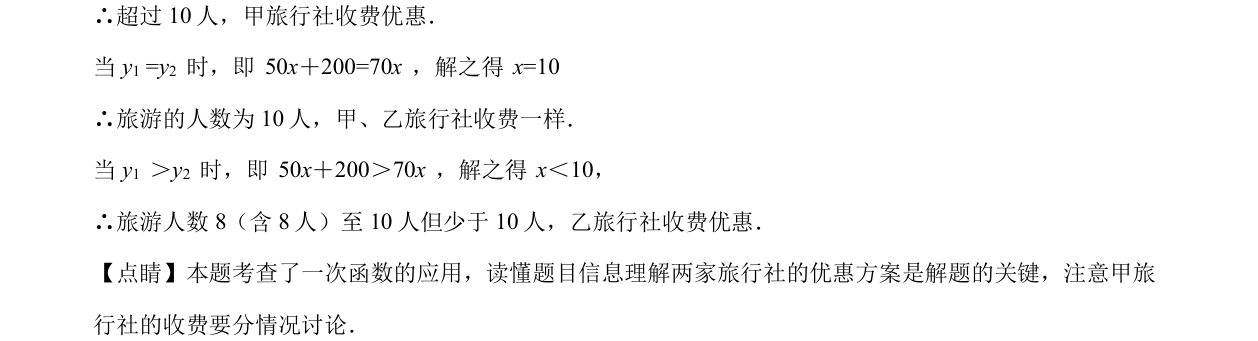 ∴超过 10 人，甲旅行社收费优惠．
当 y₁ =y₂ 时，即 50x＋200=70x ，解之得 x=10
∴旅游的人数为 10 人，甲、乙旅行社收费一样．
当 y₁ ＞y₂ 时，即 50x＋200＞70x ，解之得 x＜10，
∴旅游人数 8（含 8 人）至 10 人但少于 10 人，乙旅行社收费优惠．
【点睛】本题考查了一次函数的应用，读懂题目信息理解两家旅行社的优惠方案是解题的关键，注意甲旅
行社的收费要分情况讨论．